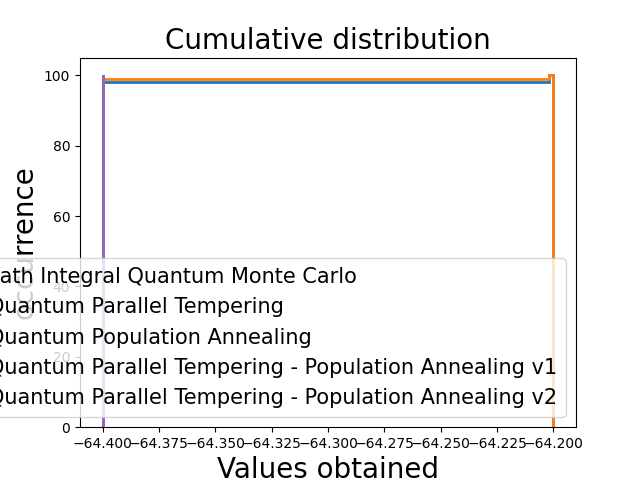 Cumulative distribution
100
80
60
40
20
0
occurrence
ath Integral Quantum Monte Carlo
Quantum Parallel Tempering
Quantum Population Annealing
Quantum Parallel Tempering - Population Annealing v1
Quantum Parallel Tempering - Population Annealing v2
−64.400 −64.375 −64.350 −64.325 −64.300 −64.275 −64.250 −64.225 −64.200
Values obtained